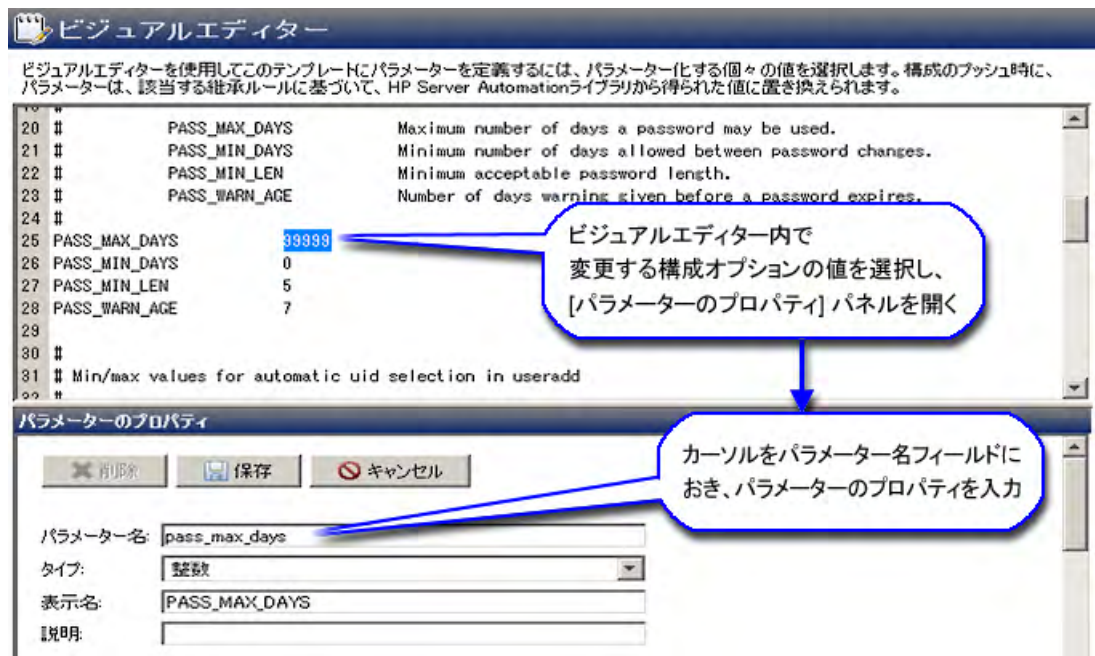 ビジュアルエディター
ビジュアルエディターを使用してこのテンプレートにパラメーターを定義するには、パラメーター化する個々の値を選択します。構成のプッシュ時に、
パラメーターは、該当する継承ルールに基づいて、HP Server Automationライブラリから得られた値に置き換えられます。
20 # PASS_MAX_DAYS Maximum number of days a password may be used.
21 # PASS_MIN_DAYS Minimum number of days allowed between password changes.
22 # PASS_MIN_LEN Minimum acceptable password length.
23 # PASS_WARN_AGE Number of days warning given before a password expires.
24 #
25 PASS_MAX_DAYS 99999
26 PASS_MIN_DAYS 0
27 PASS_MIN_LEN 5
28 PASS_WARN_AGE 7
29
30 #
31 # Min/max values for automatic uid selection in useradd
ビジュアルエディター内で
変更する構成オプションの値を選択し、
[パラメーターのプロパティ] パネルを開く
パラメーターのプロパティ
削除 保存 キャンセル
カーソルをパラメーター名フィールドに
おき、パラメーターのプロパティを入力
パラメーター名: pass_max_days
タイプ: 整数
表示名: PASS_MAX_DAYS
説明: